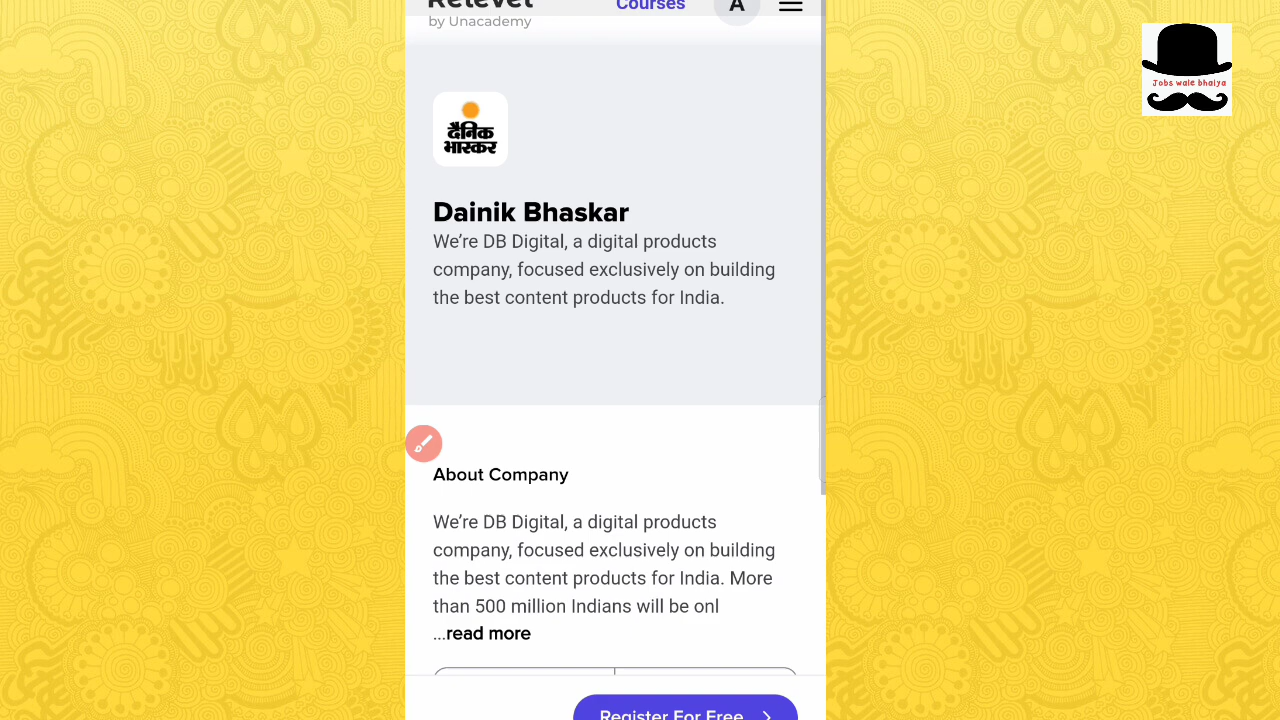 Relevel
Courses
A
by Unacademy
Jobs wale bhaiya
दैनिक
भास्कर
Dainik Bhaskar
We're DB Digital, a digital products
company, focused exclusively on building
the best content products for India.
About Company
We're DB Digital, a digital products
company, focused exclusively on building
the best content products for India. More
than 500 million Indians will be onl
...read more
Register For Free